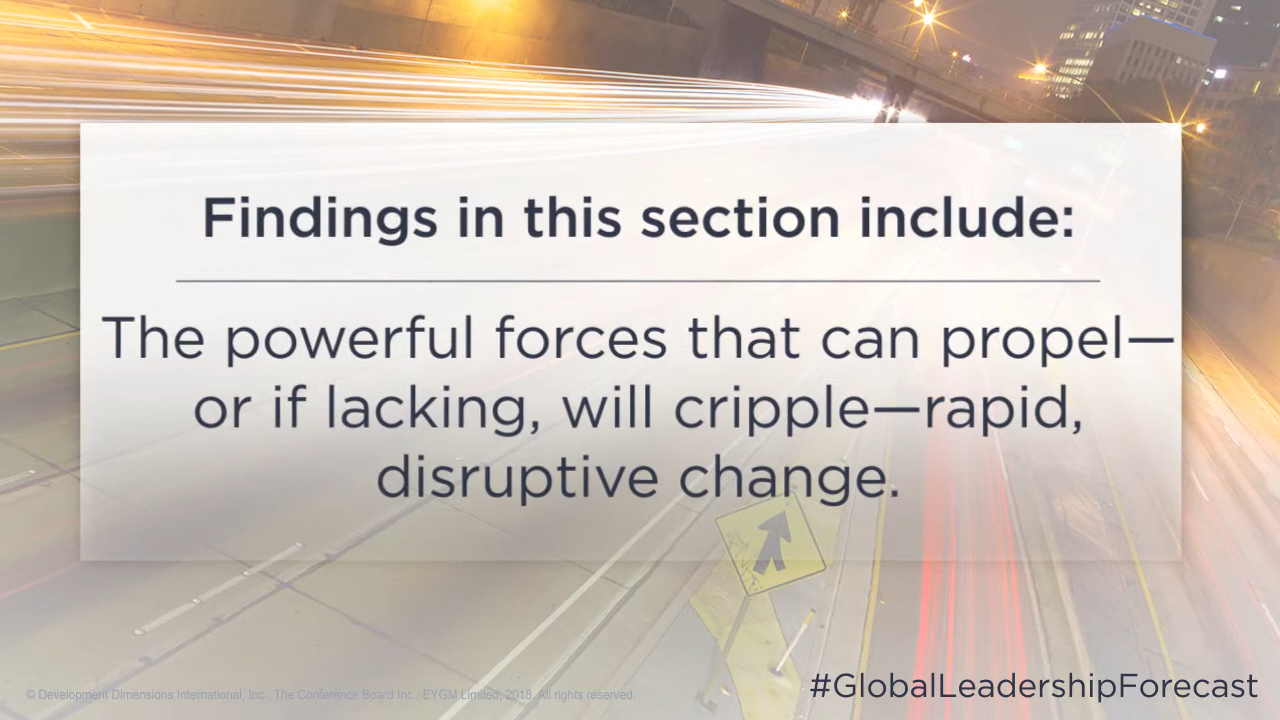 Findings in this section include:
The powerful forces that can propel—
or if lacking, will cripple—rapid,
disruptive change.
© Development Dimensions International, Inc., The Conference Board Inc., EYGM Limited, 2018. All rights reserved.
#GlobalLeadershipForecast